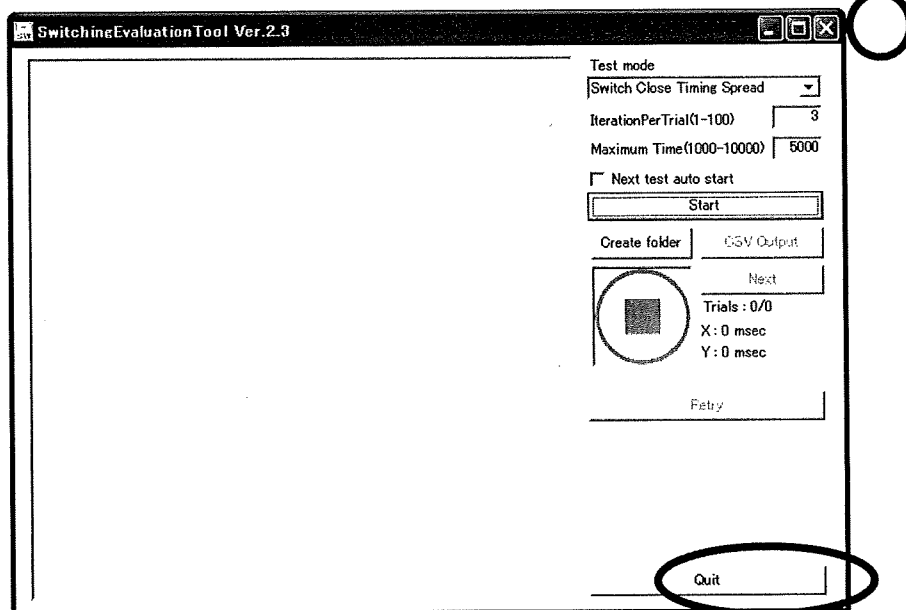 SwitchingEvaluationTool Ver.2.3
Test mode
Switch Close Timing Spread
IterationPerTrial(1-100) 3
Maximum Time(1000-10000) 5000
Next test auto start
Start
Create folder CSV Output
Next
Trials : 0/0
X : 0 msec
Y : 0 msec
Retry
Quit